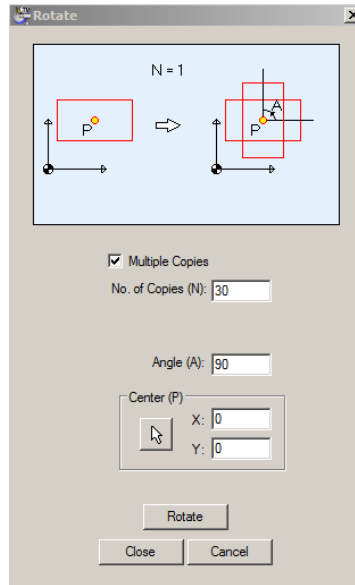 Rotate
N = 1
P
A
P
Multiple Copies
No. of Copies (N): 30
Angle (A): 90
Center (P)
X: 0
Y: 0
Rotate
Close Cancel